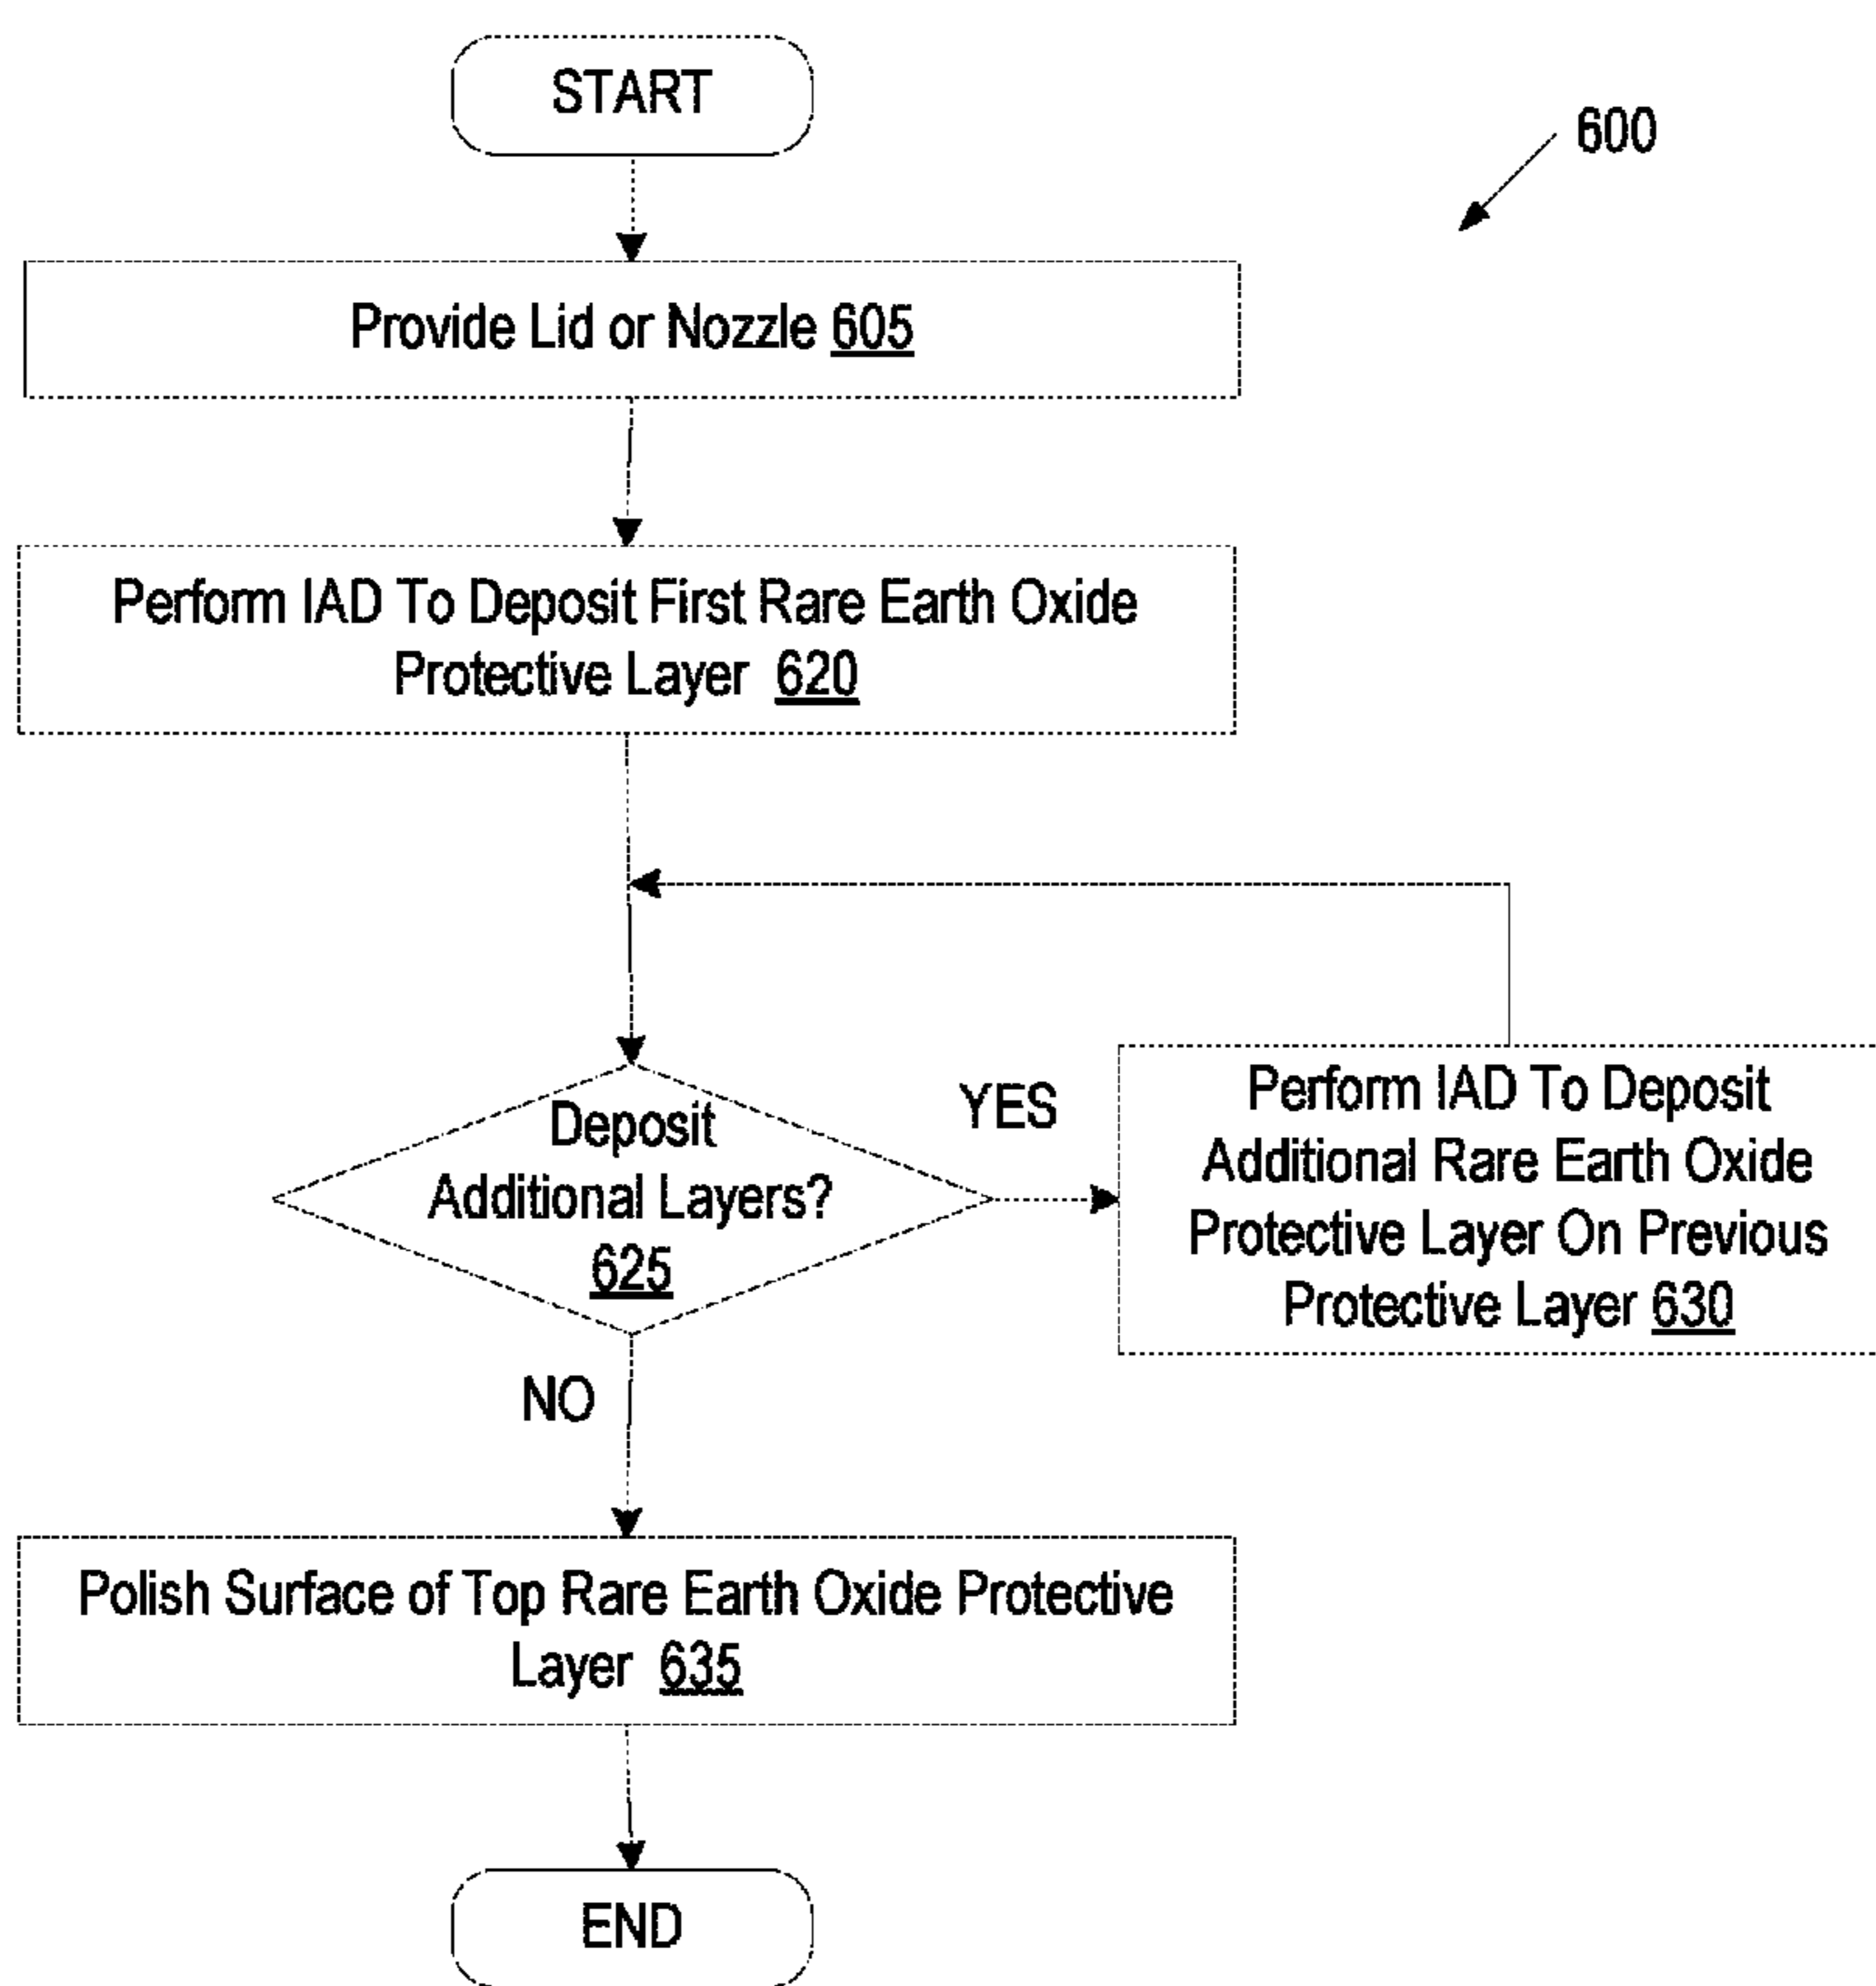 START
600
Provide Lid or Nozzle 605
Perform IAD To Deposit First Rare Earth Oxide
Protective Layer 620
Deposit
Additional Layers?
625
YES
Perform IAD To Deposit
Additional Rare Earth Oxide
Protective Layer On Previous
Protective Layer 630
NO
Polish Surface of Top Rare Earth Oxide Protective
Layer 635
END